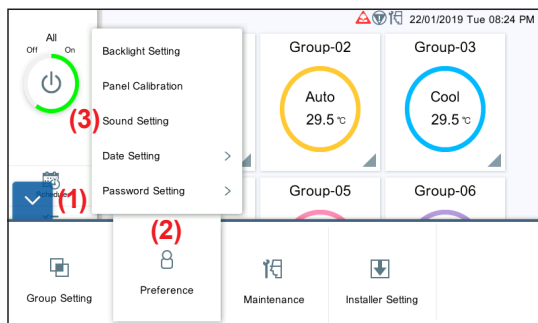 22/01/2019 Tue 08:24 PM
All
Off On
Backlight Setting
Panel Calibration
(3) Sound Setting
Date Setting >
Password Setting >
Group-02
Auto
29.5 ℃
Group-03
Cool
29.5 ℃
Schedules
(1)
Group-05
Group-06
(2)
Group Setting
Preference
Maintenance
Installer Setting